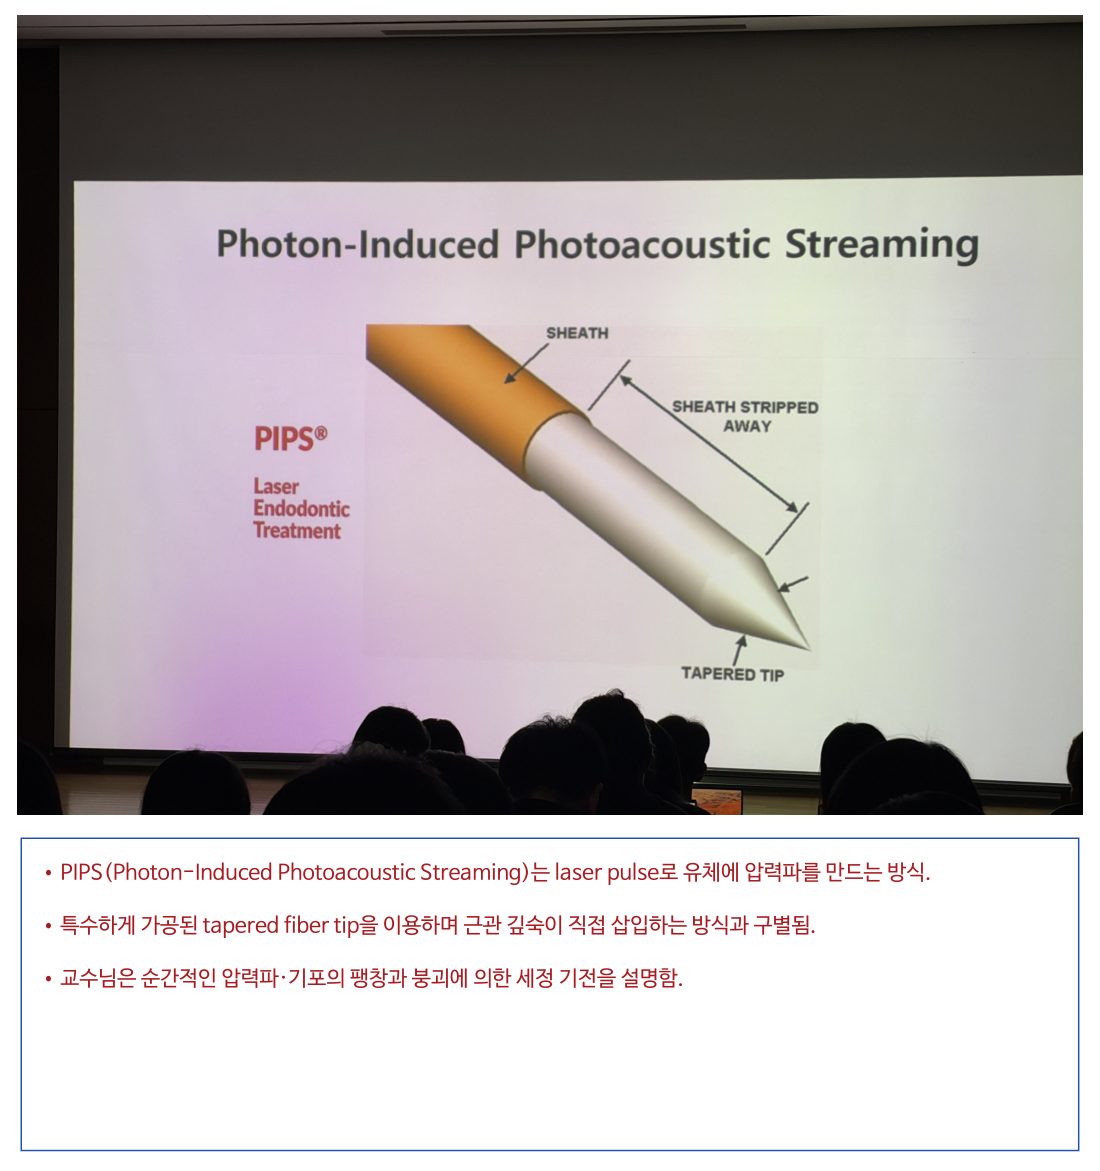 Photon-Induced Photoacoustic Streaming
SHEATH
SHEATH STRIPPED
AWAY
PIPS®
Laser
Endodontic
Treatment
TAPERED TIP
• PIPS(Photon-Induced Photoacoustic Streaming)는 laser pulse로 유체에 압력파를 만드는 방식.
• 특수하게 가공된 tapered fiber tip을 이용하며 근관 깊숙이 직접 삽입하는 방식과 구별됨.
• 교수님은 순간적인 압력파·기포의 팽창과 붕괴에 의한 세정 기전을 설명함.